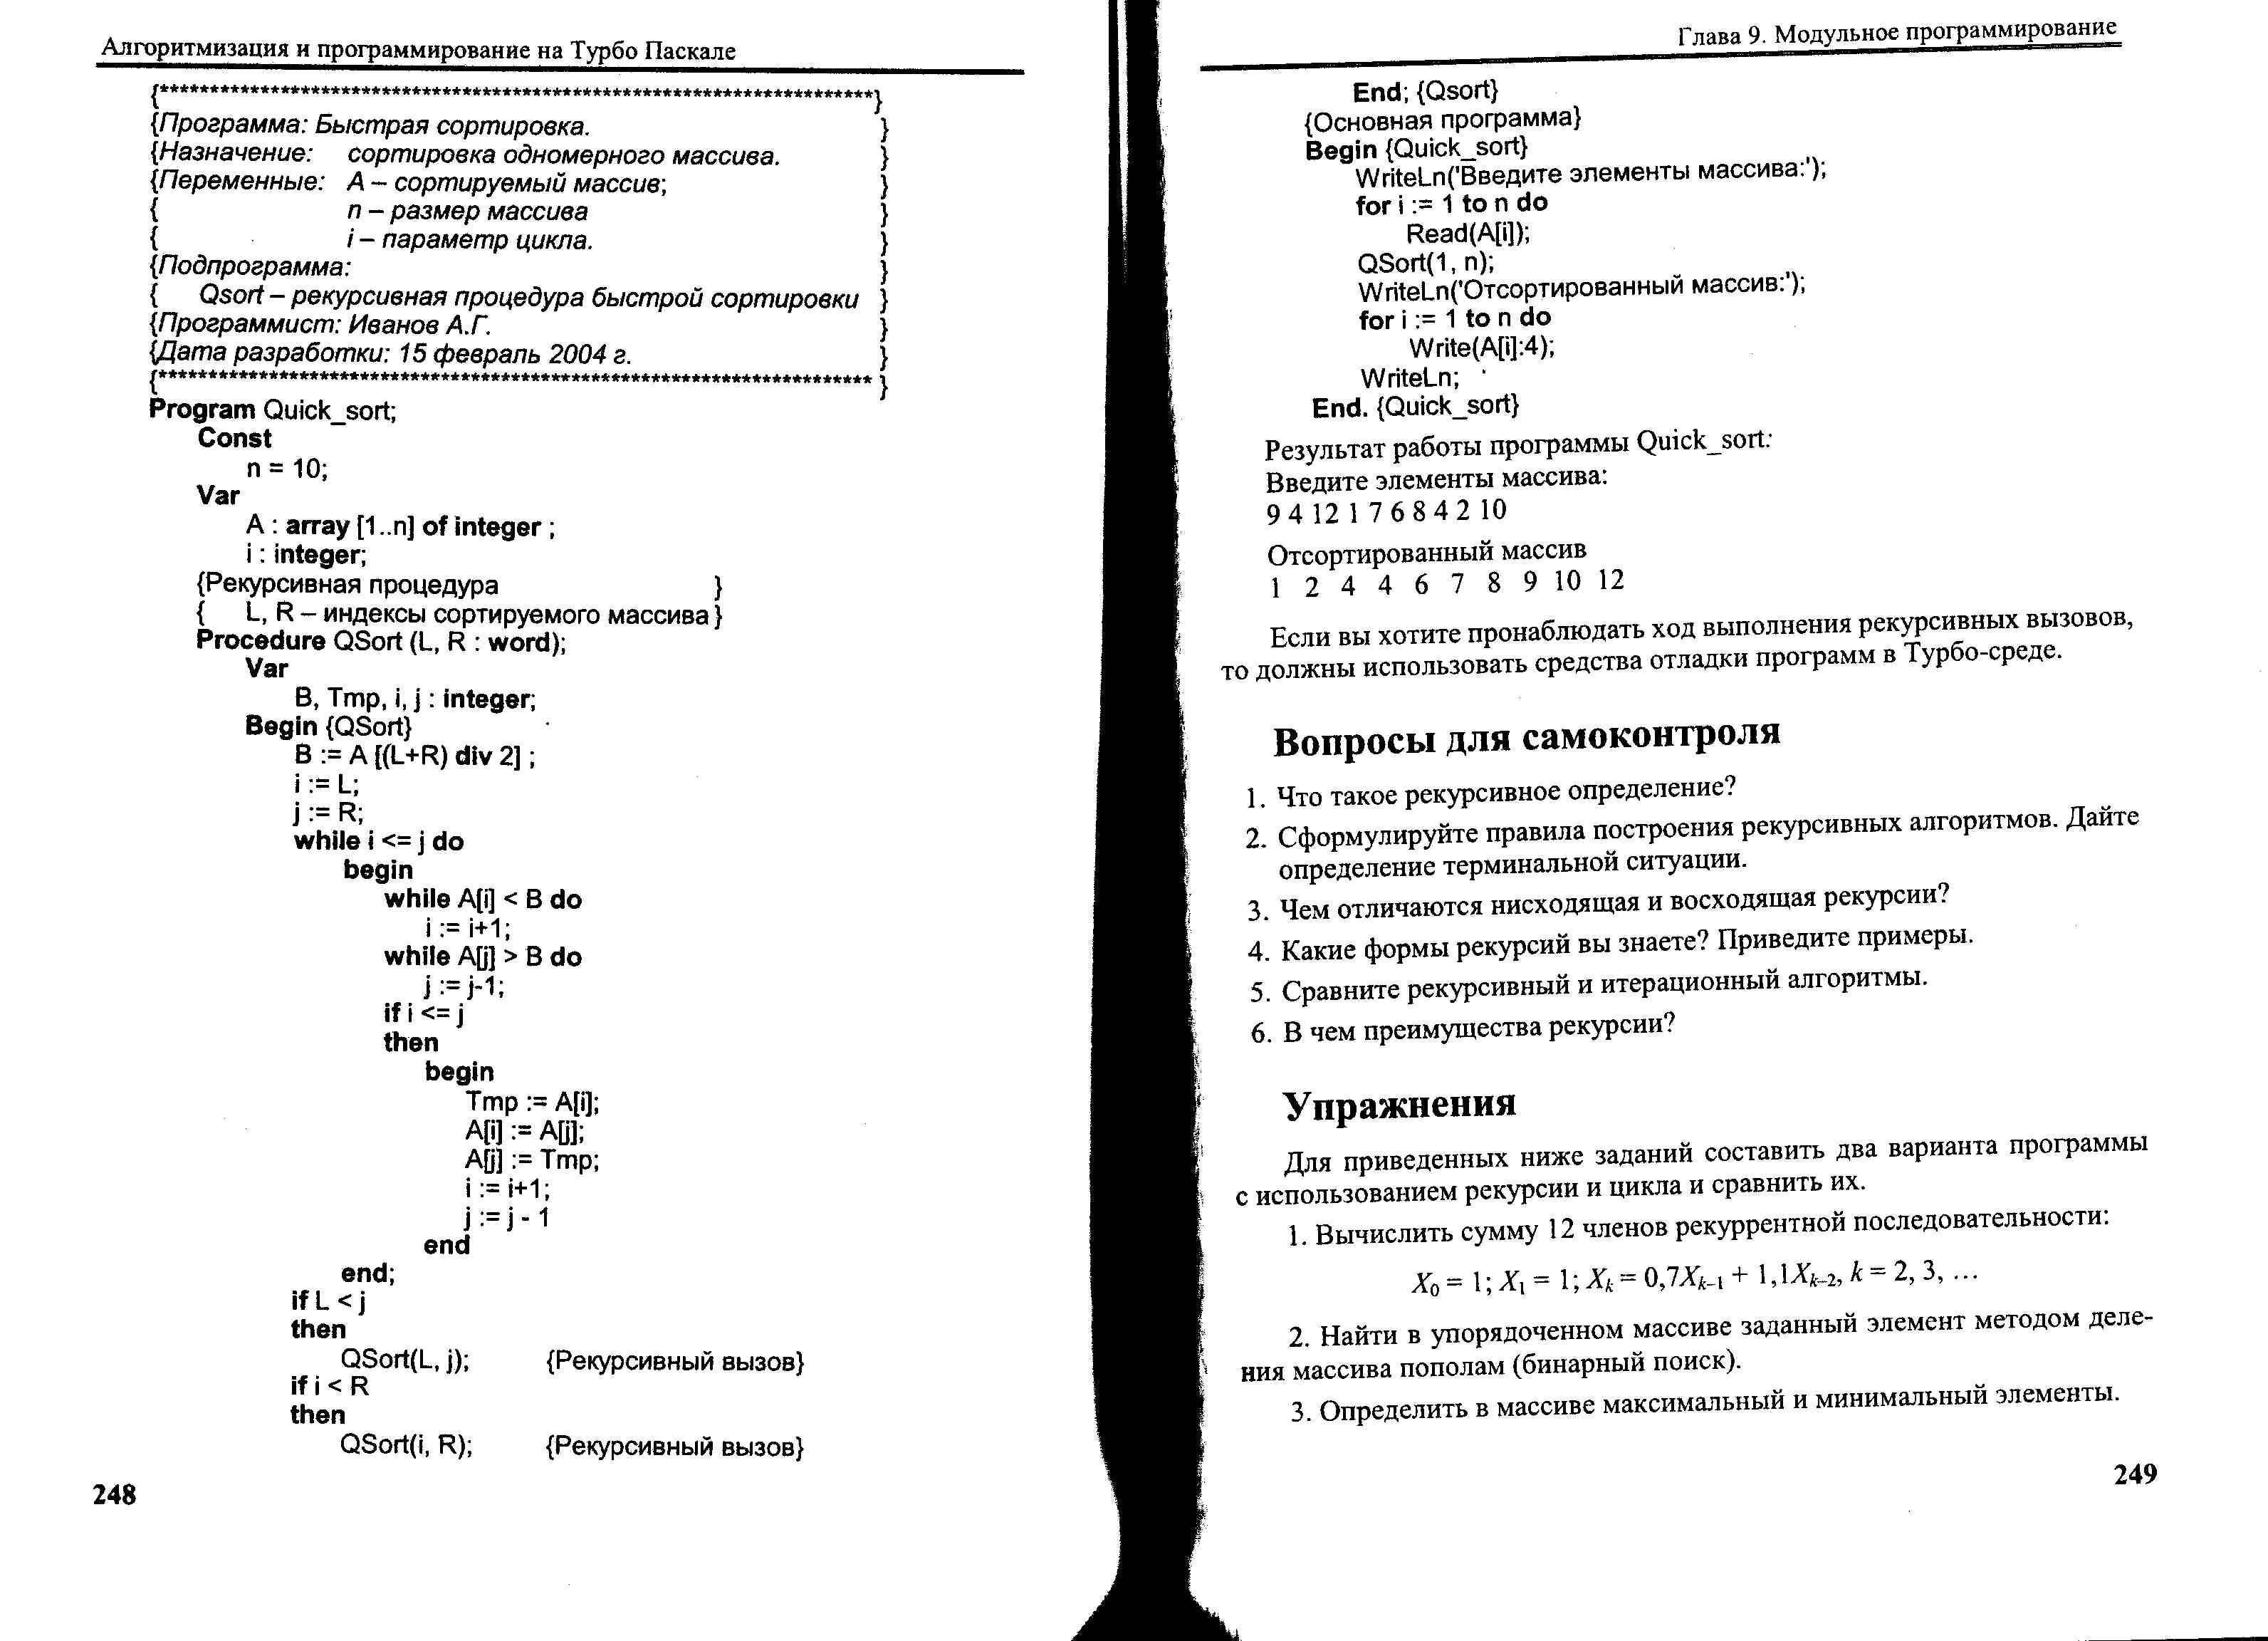 Алгоритмизация и программирование на Турбо Паскале
{***********************************************************************}
{Программа: Быстрая сортировка. }
{Назначение: сортировка одномерного массива. }
{Переменные: A – сортируемый массив; }
{ n – размер массива }
{ i – параметр цикла. }
{Подпрограмма: }
{ Qsort – рекурсивная процедура быстрой сортировки }
{Программист: Иванов А.Г. }
{Дата разработки: 15 февраль 2004 г. }
{*********************************************************************** }
Program Quick_sort;
Const
n = 10;
Var
A : array [1..n] of integer ;
i : integer;
{Рекурсивная процедура }
{ L, R – индексы сортируемого массива }
Procedure QSort (L, R : word);
Var
B, Tmp, i, j : integer;
Begin {QSort}
B := A [(L+R) div 2] ;
i := L;
j := R;
while i <= j do
begin
while A[i] < B do
i := i+1;
while A[j] > B do
j := j-1;
if i <= j
then
begin
Tmp := A[i];
A[i] := A[j];
A[j] := Tmp;
i := i+1;
j := j - 1
end
end;
if L < j
then
QSort(L, j); {Рекурсивный вызов}
if i < R
then
QSort(i, R); {Рекурсивный вызов}
248
Глава 9. Модульное программирование
End; {Qsort}
{Основная программа}
Begin {Quick_sort}
WriteLn('Введите элементы массива:');
for i := 1 to n do
Read(A[i]);
QSort(1, n);
WriteLn('Отсортированный массив:');
for i := 1 to n do
Write(A[i]:4);
WriteLn;
End. {Quick_sort}
Результат работы программы Quick_sort:
Введите элементы массива:
9 4 12 1 7 6 8 4 2 10
Отсортированный массив
1 2 4 4 6 7 8 9 10 12
Если вы хотите пронаблюдать ход выполнения рекурсивных вызовов,
то должны использовать средства отладки программ в Турбо-среде.
Вопросы для самоконтроля
1. Что такое рекурсивное определение?
2. Сформулируйте правила построения рекурсивных алгоритмов. Дайте
определение терминальной ситуации.
3. Чем отличаются нисходящая и восходящая рекурсии?
4. Какие формы рекурсий вы знаете? Приведите примеры.
5. Сравните рекурсивный и итерационный алгоритмы.
6. В чем преимущества рекурсии?
Упражнения
Для приведенных ниже заданий составить два варианта программы
с использованием рекурсии и цикла и сравнить их.
1. Вычислить сумму 12 членов рекуррентной последовательности:
X₀ = 1; X₁ = 1; Xₖ = 0,7Xₖ₋₁ + 1,1Xₖ₋₂, k = 2, 3, ...
2. Найти в упорядоченном массиве заданный элемент методом деле-
ния массива пополам (бинарный поиск).
3. Определить в массиве максимальный и минимальный элементы.
249